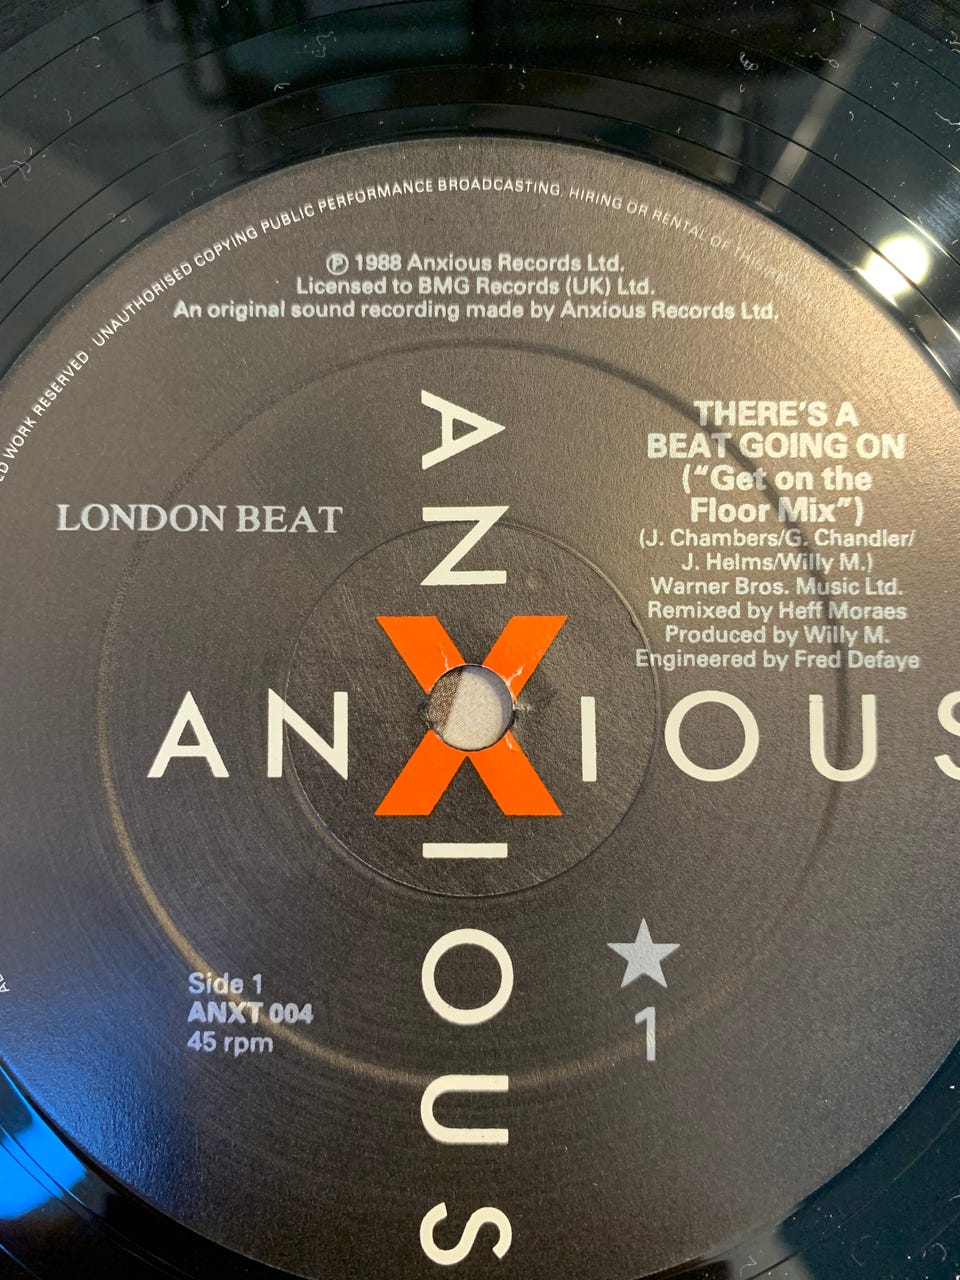 ED WORK RESERVED · UNAUTHORISED COPYING PUBLIC PERFORMANCE BROADCASTING, HIRING OR RENTAL OF THIS
Ⓟ 1988 Anxious Records Ltd.
Licensed to BMG Records (UK) Ltd.
An original sound recording made by Anxious Records Ltd.
THERE'S A
BEAT GOING ON
("Get on the
Floor Mix")
(J. Chambers/G. Chandler/
J. Helms/Willy M.)
Warner Bros. Music Ltd.
Remixed by Heff Moraes
Produced by Willy M.
Engineered by Fred Defaye
LONDON BEAT
ANXIOUS
ANXIOUS
Side 1
ANXT 004
45 rpm
★
1